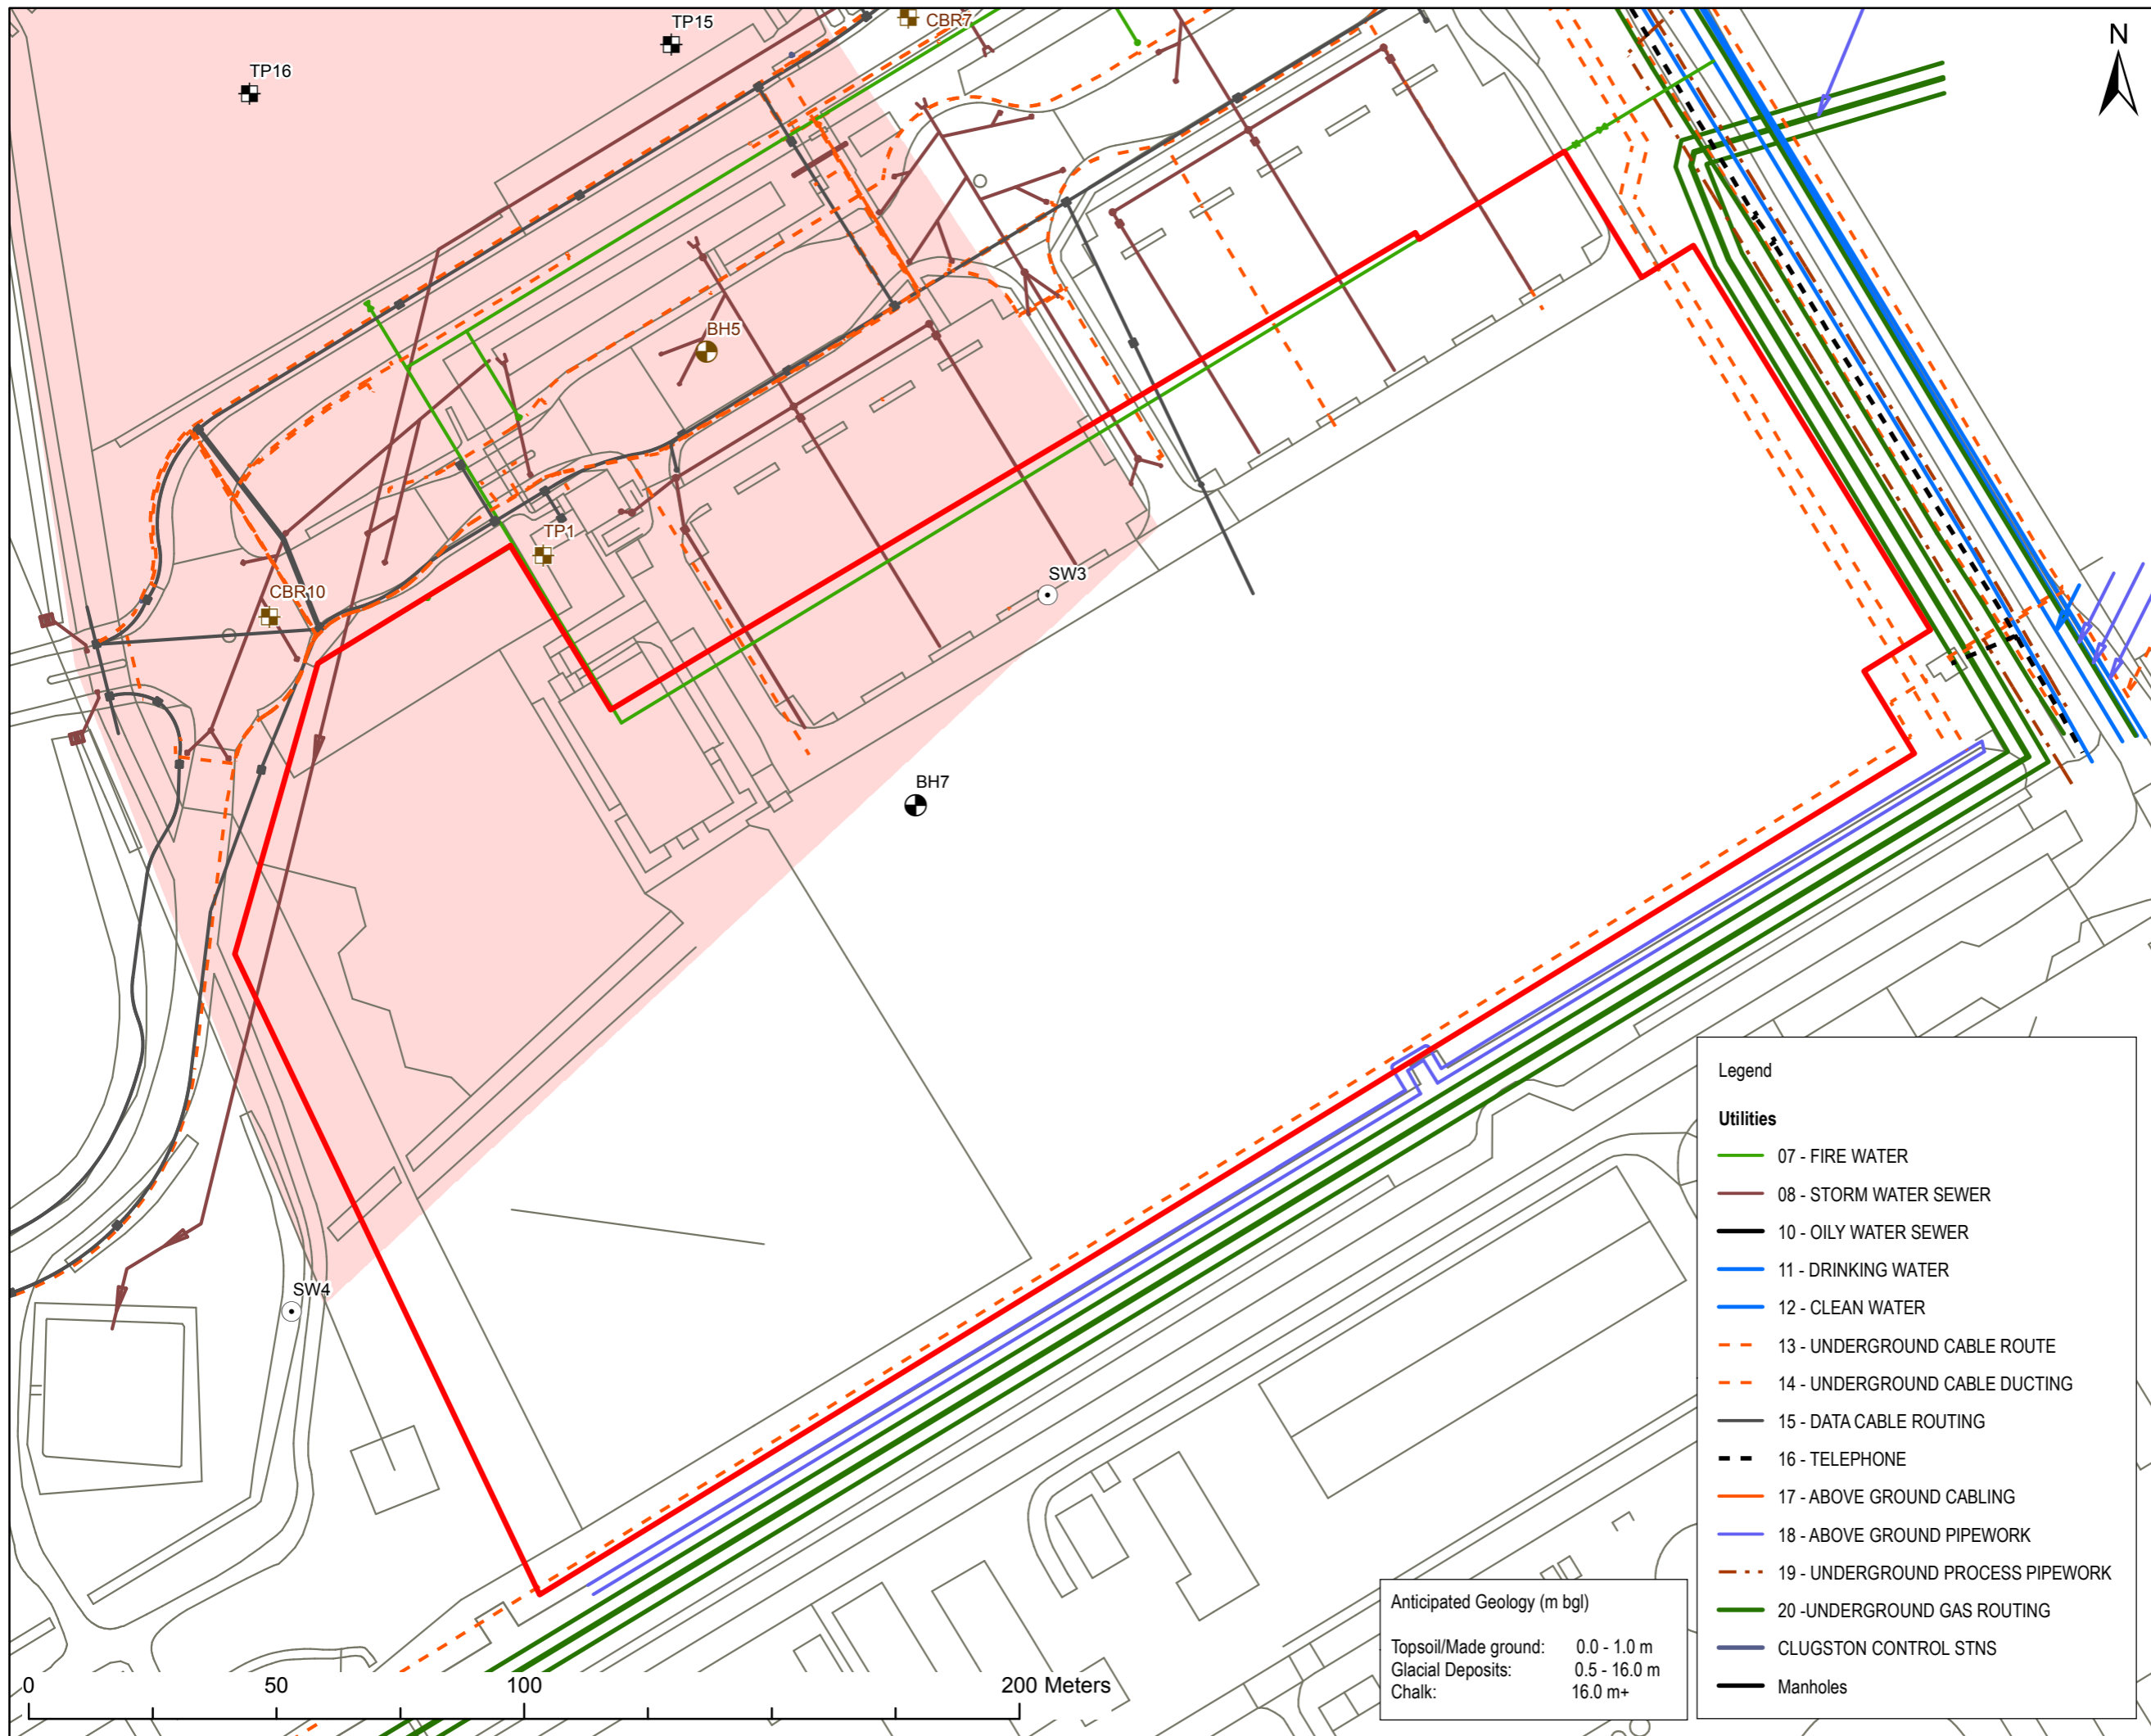 CBR7
TP15
N
TP16
BH5
TP1
SW3
CBR10
BH7
SW4
Legend
Utilities
07 - FIRE WATER
08 - STORM WATER SEWER
10 - OILY WATER SEWER
11 - DRINKING WATER
12 - CLEAN WATER
13 - UNDERGROUND CABLE ROUTE
14 - UNDERGROUND CABLE DUCTING
15 - DATA CABLE ROUTING
16 - TELEPHONE
17 - ABOVE GROUND CABLING
18 - ABOVE GROUND PIPEWORK
19 - UNDERGROUND PROCESS PIPEWORK
20 -UNDERGROUND GAS ROUTING
CLUGSTON CONTROL STNS
Manholes
Anticipated Geology (m bgl)
Topsoil/Made ground: 0.0 - 1.0 m
Glacial Deposits: 0.5 - 16.0 m
Chalk: 16.0 m+
0 50 100 200 Meters